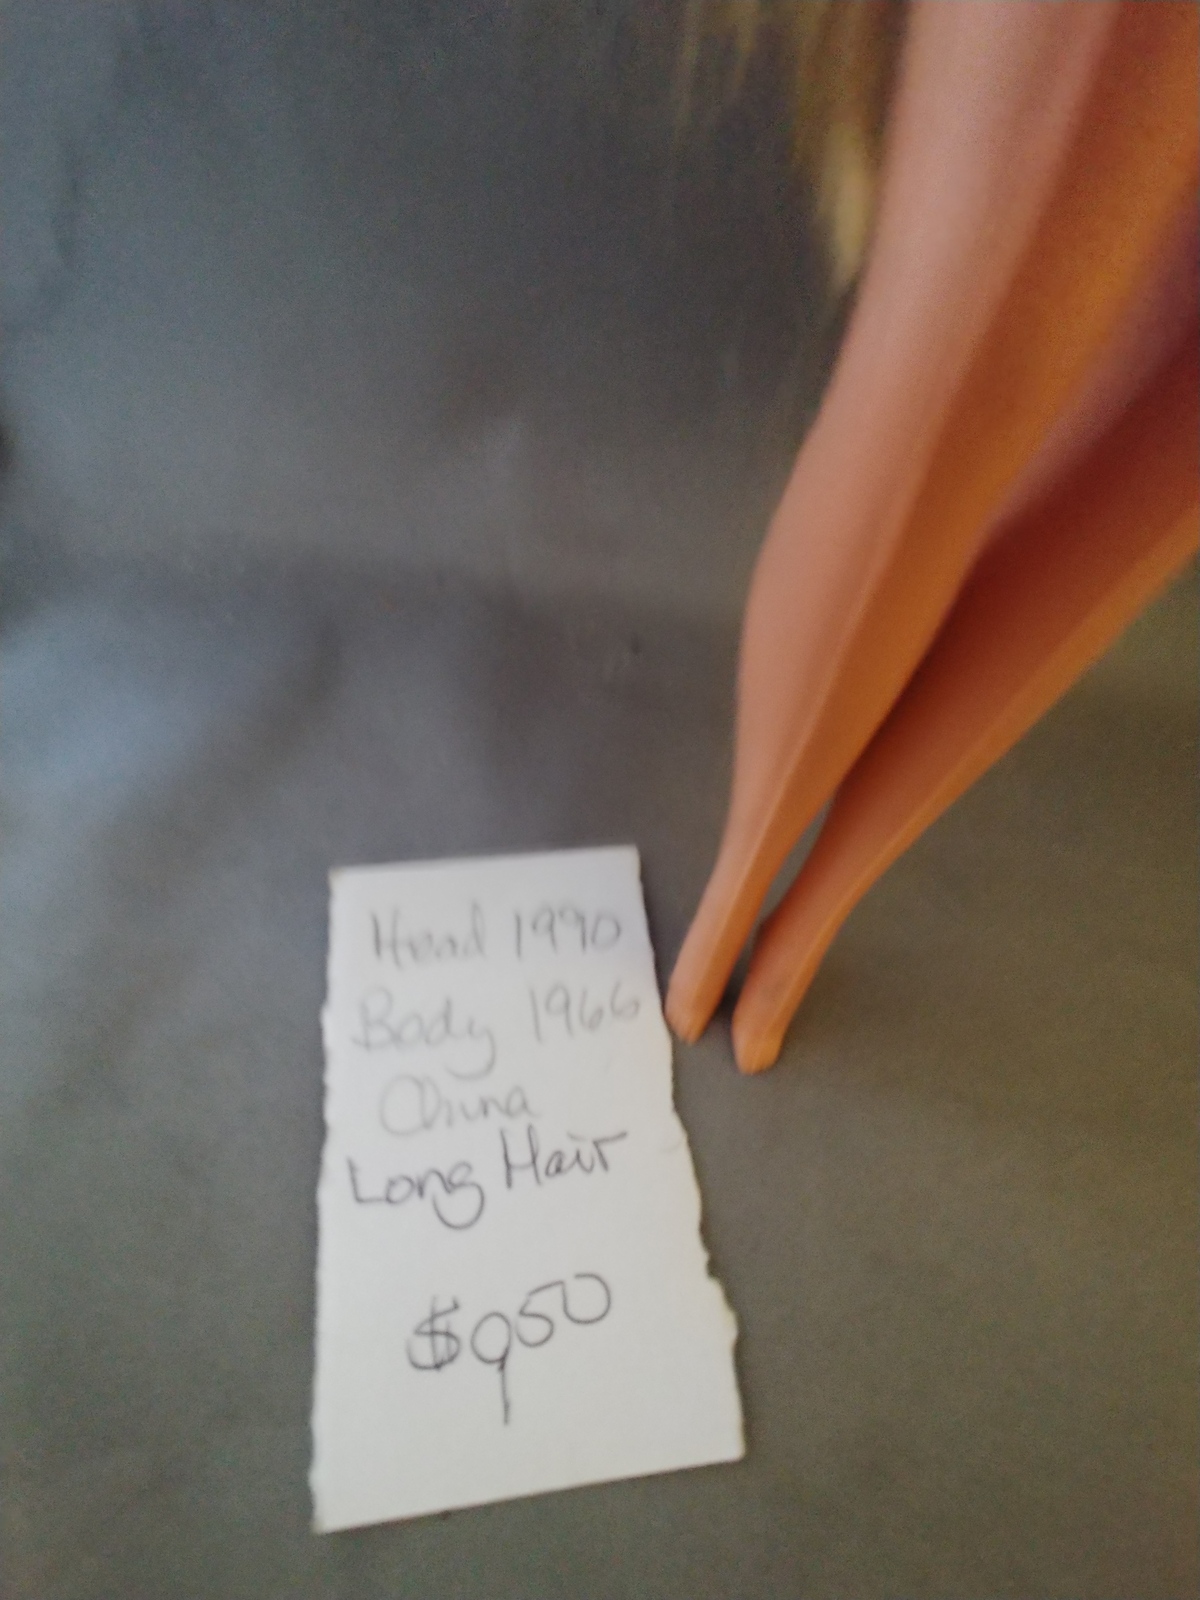 Head 1990
Body 1966
China
Long Hair
$950